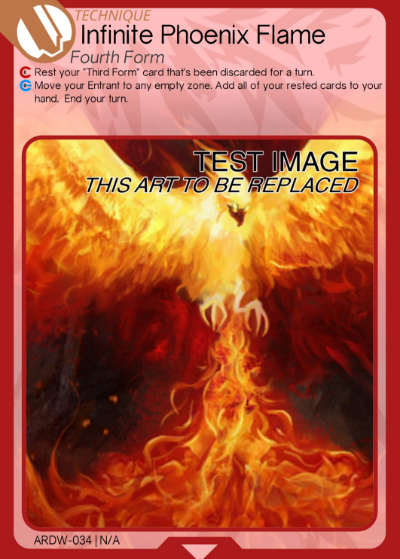 TECHNIQUE
Infinite Phoenix Flame
Fourth Form
C Rest your "Third Form" card that's been discarded for a turn.
C Move your Entrant to any empty zone. Add all of your rested cards to your
hand. End your turn.
TEST IMAGE
THIS ART TO BE REPLACED
ARDW-034 | N/A